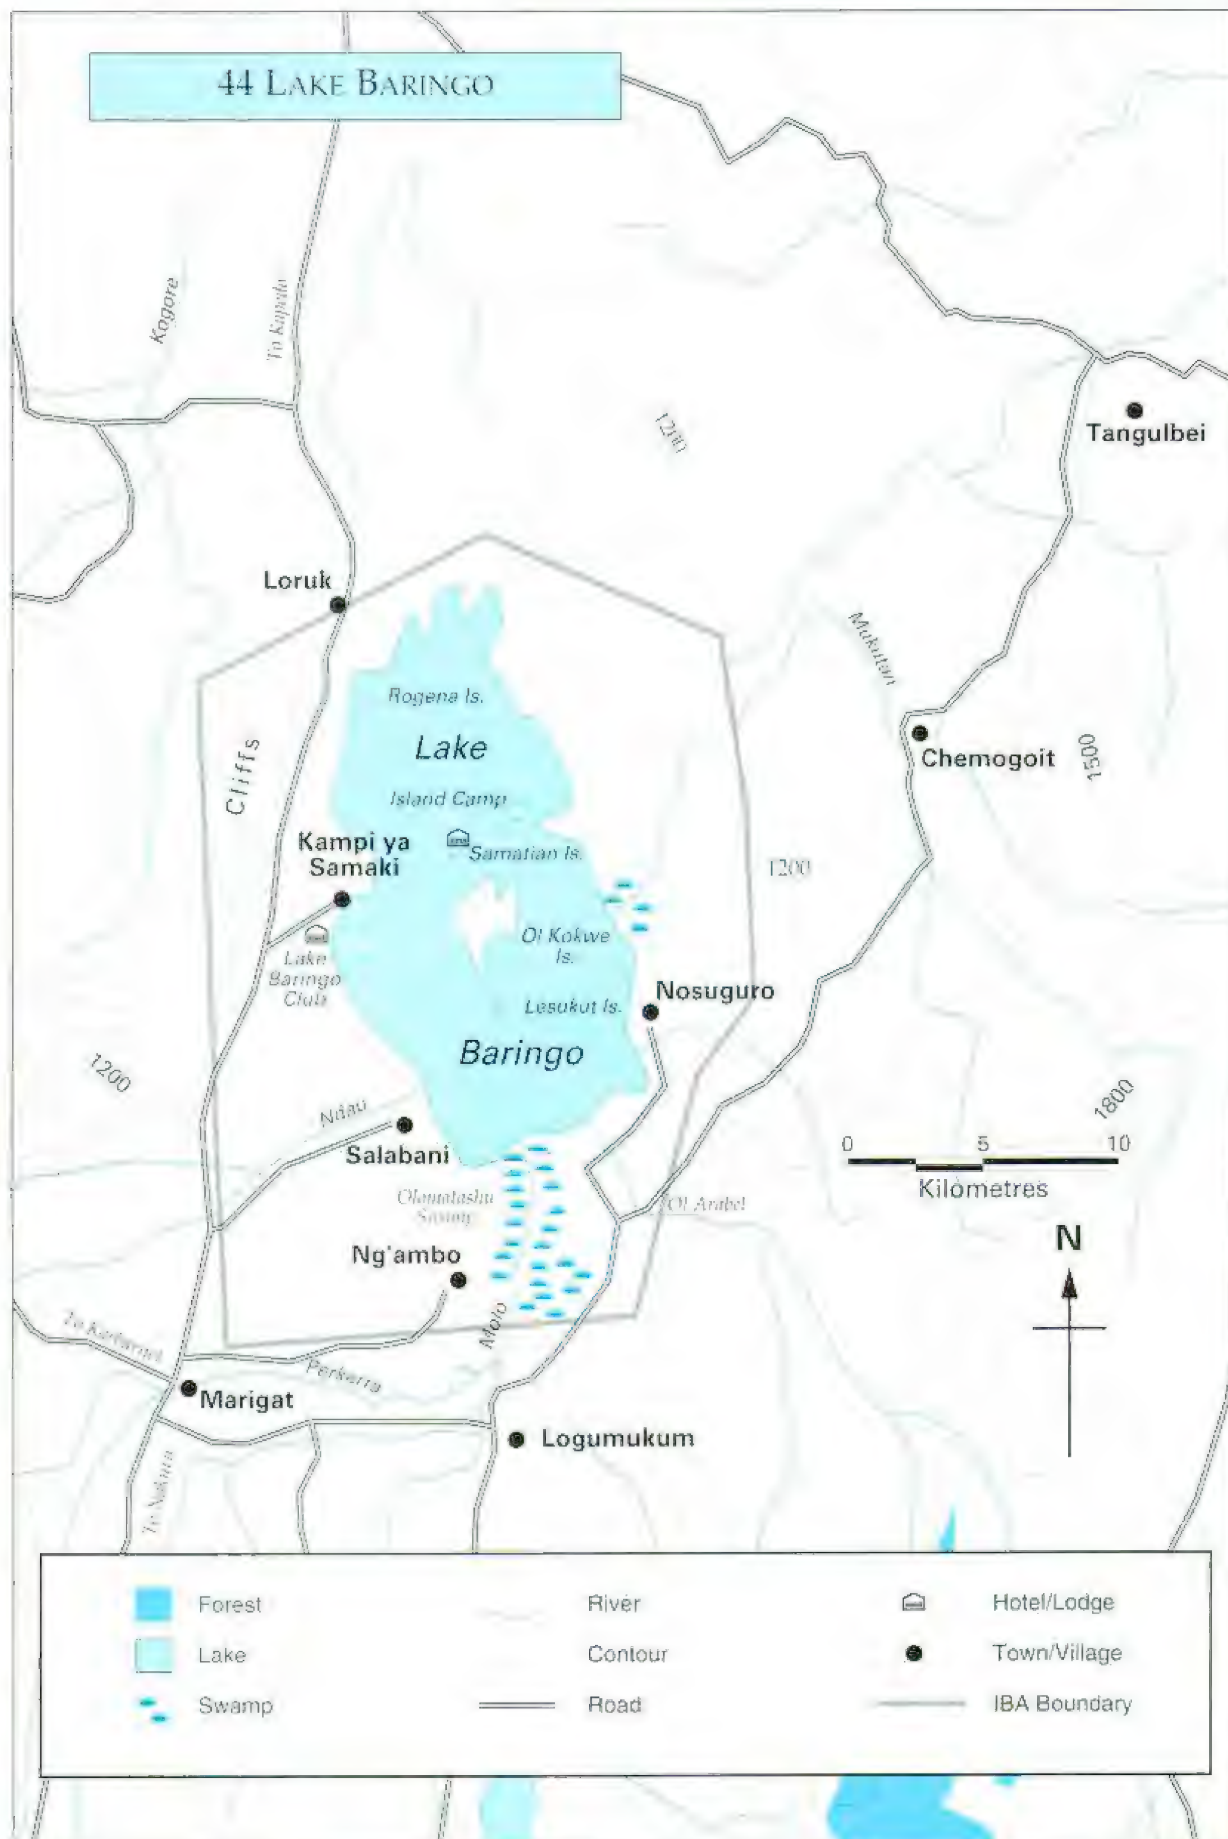 44 LAKE BARINGO
Kogore
To Kapedo
1200
Tangulbei
Loruk
Mukutan
Rogena Is.
Lake
Cliffs
Chemogoit
1500
Island Camp
Kampi ya
Samaki
Samatian Is.
1200
Ol Kokwe
Is.
Lake
Baringo
Club
Nosuguro
Lesukut Is.
Baringo
1200
1800
Ndau
Salabani
0 5 10
Kilometres
Ol Arabel
Swamp
N
Ng'ambo
Molo
To Kabarnet
Perkerra
Marigat
Logumukum
To Nakuru
Forest
River
Hotel/Lodge
Lake
Contour
Town/Village
Swamp
Road
IBA Boundary